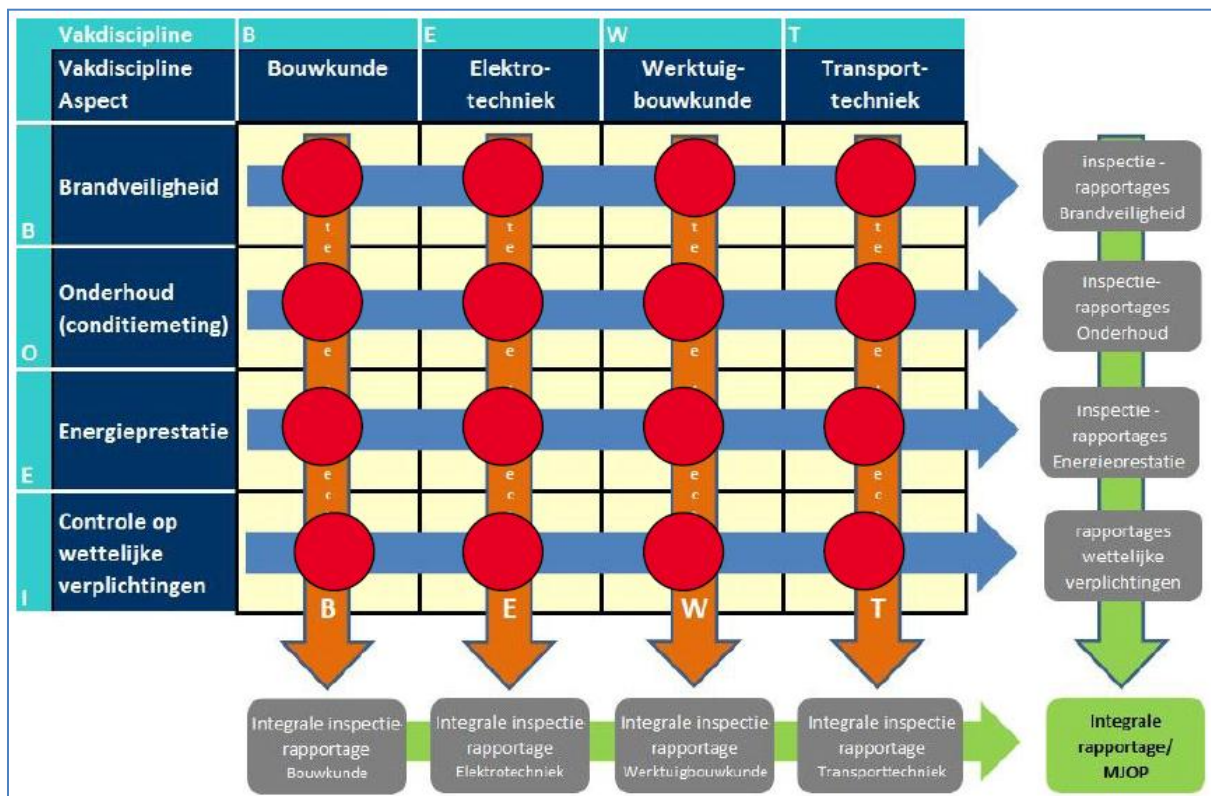 Vakdiscipline
B
E
W
T
Vakdiscipline
Aspect
Bouwkunde
Elektro-
techniek
Werktuig-
bouwkunde
Transport-
techniek
B
Brandveiligheid
inspectie -
rapportages
Brandveiligheid
O
Onderhoud
(conditiemeting)
inspectie-
rapportages
Onderhoud
E
Energieprestatie
inspectie -
rapportages
Energieprestatie
I
Controle op
wettelijke
verplichtingen
rapportages
wettelijke
verplichtingen
B
E
W
T
Integrale inspectie-
rapportage
Bouwkunde
Integrale inspectie
rapportage
Elektrotechniek
Integrale inspectie
rapportage
Werktuigbouwkunde
Integrale inspectie
rapportage
Transporttechniek
Integrale
rapportage/
MJOP